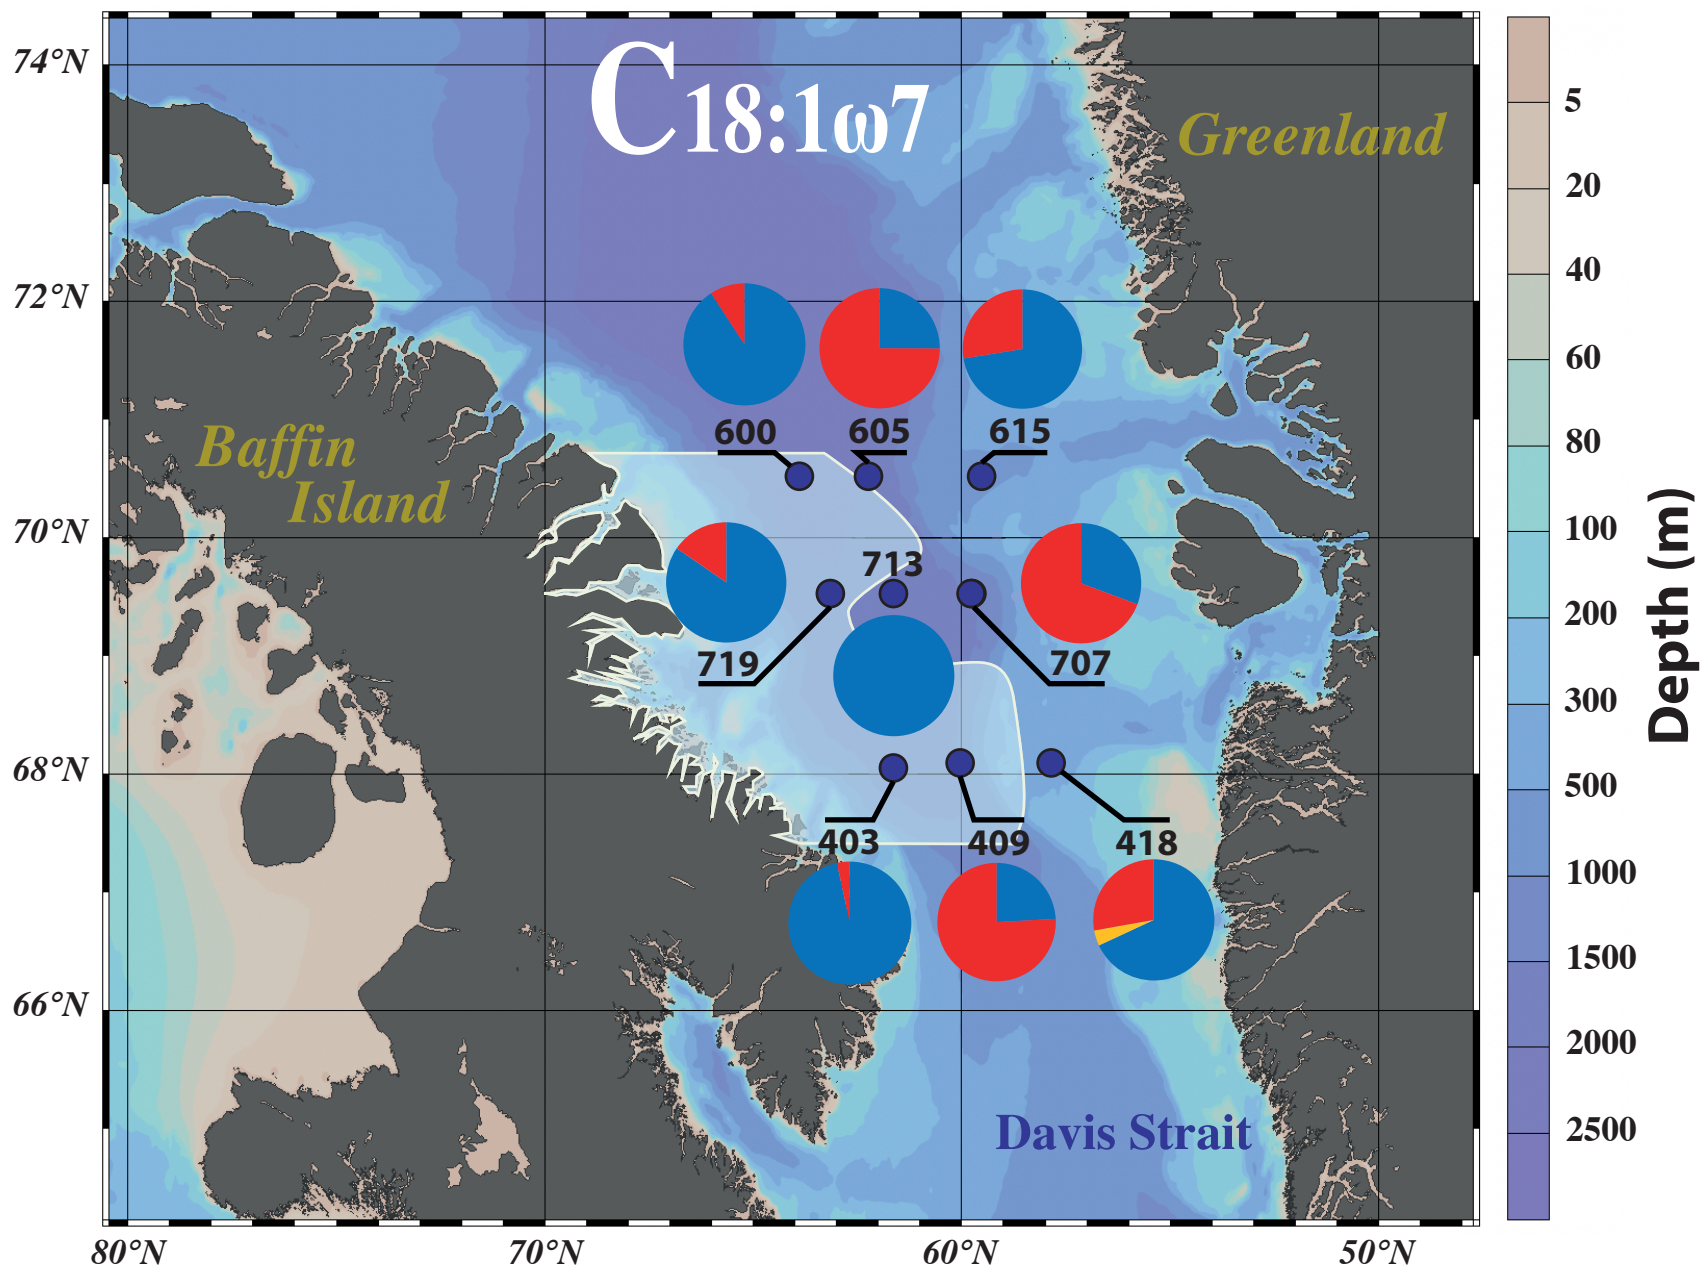 74°N
72°N
70°N
68°N
66°N
C18:1ω7
Greenland
Baffin
Island
600
605
615
713
719
707
403
409
418
Davis Strait
80°N
70°N
60°N
50°N
5
20
40
60
80
100
200
300
500
1000
1500
2000
2500
Depth (m)